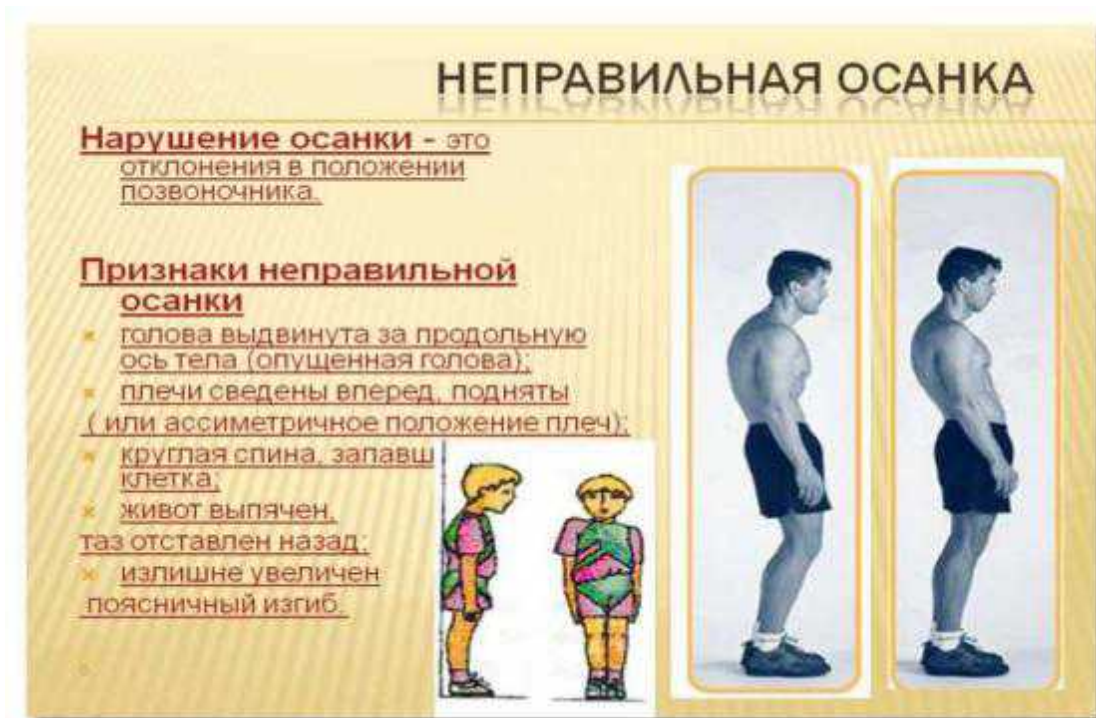 НЕПРАВИЛЬНАЯ ОСАНКА
Нарушение осанки - это
отклонения в положении
позвоночника.
Признаки неправильной
осанки
голова выдвинута за продольную
ось тела (опущенная голова);
плечи сведены вперед, подняты
( или ассиметричное положение плеч);
круглая спина, запавш
клетка;
живот выпячен,
таз отставлен назад;
излишне увеличен
поясничный изгиб.